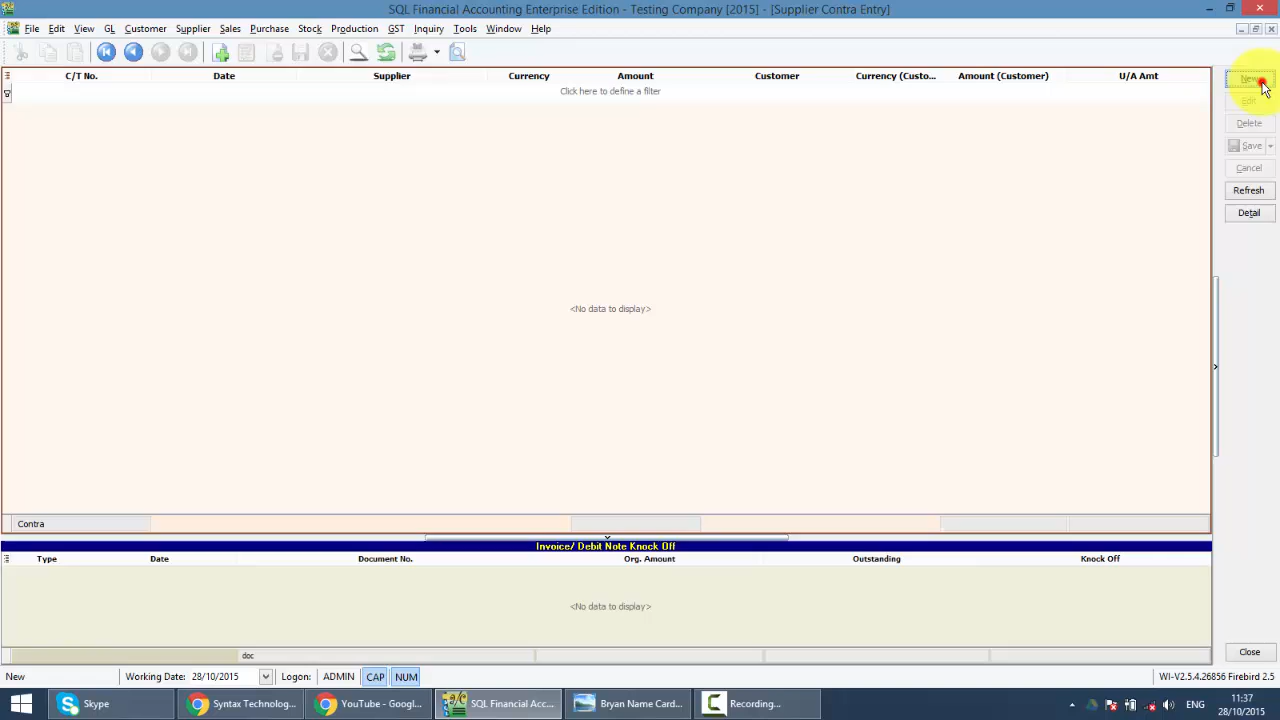 SQL Financial Accounting Enterprise Edition - Testing Company [2015] - [Supplier Contra Entry]
File Edit View GL Customer Supplier Sales Purchase Stock Production GST Inquiry Tools Window Help
C/T No. Date Supplier Currency Amount Customer Currency (Custo... Amount (Customer) U/A Amt
Click here to define a filter
New
Edit
Delete
Save
Cancel
Refresh
Detail
<No data to display>
Contra
Invoice/ Debit Note Knock Off
Type Date Document No. Org. Amount Outstanding Knock Off
<No data to display>
doc
Close
New Working Date: 28/10/2015 Logon: ADMIN CAP NUM WI-V2.5.4.26856 Firebird 2.5
Skype Syntax Technolog... YouTube - Googl... SQL Financial Acc... Bryan Name Card... Recording... ENG 11:37
28/10/2015